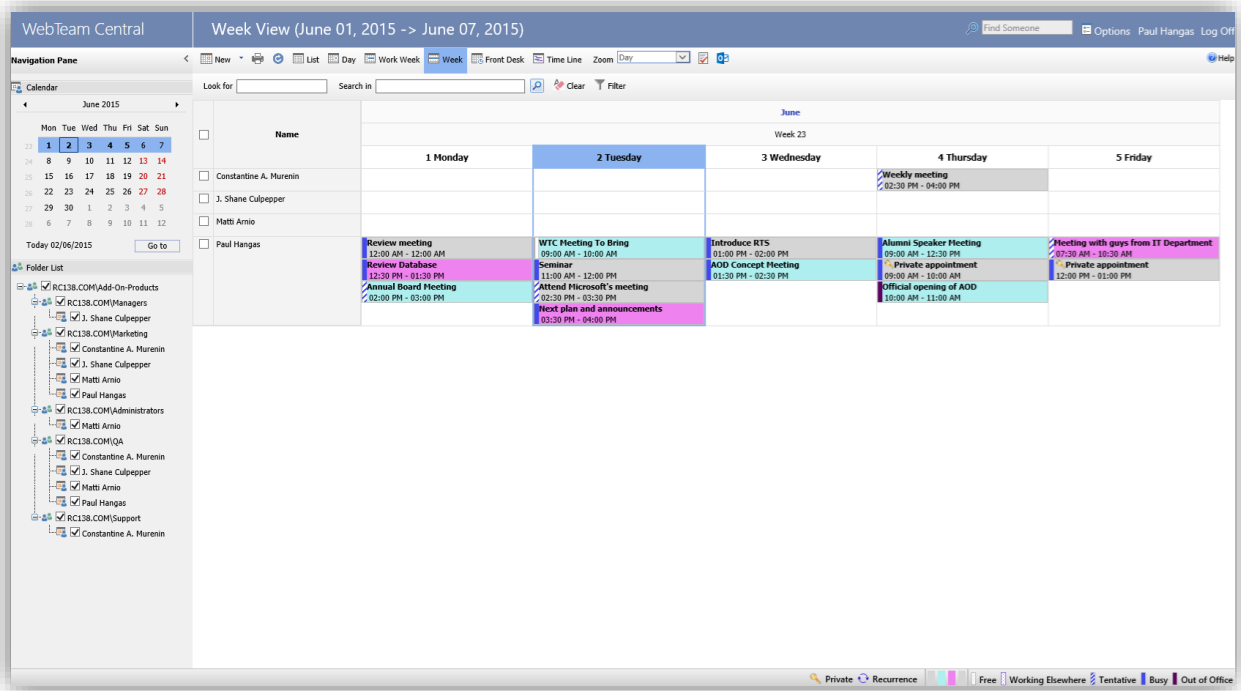 WebTeam Central
Week View (June 01, 2015 -> June 07, 2015)
Find Someone
Options Paul Hangas Log Off
Navigation Pane
New
List
Day
Work Week
Week
Front Desk
Time Line
Zoom Day
Help
Calendar
Look for
Search in
Clear
Filter
June 2015
Mon Tue Wed Thu Fri Sat Sun
23 1 2 3 4 5 6 7
24 8 9 10 11 12 13 14
25 15 16 17 18 19 20 21
26 22 23 24 25 26 27 28
27 29 30 1 2 3 4 5
28 6 7 8 9 10 11 12
Today 02/06/2015 Go to
Folder List
RC138.COM\Add-On-Products
RC138.COM\Managers
J. Shane Culpepper
RC138.COM\Marketing
Constantine A. Murenin
J. Shane Culpepper
Matti Arnio
Paul Hangas
RC138.COM\Administrators
Matti Arnio
RC138.COM\QA
Constantine A. Murenin
J. Shane Culpepper
Matti Arnio
Paul Hangas
RC138.COM\Support
Constantine A. Murenin
June
Name
Week 23
1 Monday
2 Tuesday
3 Wednesday
4 Thursday
5 Friday
Constantine A. Murenin
Weekly meeting
02:30 PM - 04:00 PM
J. Shane Culpepper
Matti Arnio
Paul Hangas
Review meeting
12:00 AM - 12:00 AM
Review Database
12:30 PM - 01:30 PM
Annual Board Meeting
02:00 PM - 03:00 PM
WTC Meeting To Bring
09:00 AM - 10:00 AM
Seminar
11:00 AM - 12:00 PM
Attend Microsoft's meeting
02:30 PM - 03:30 PM
Next plan and announcements
03:30 PM - 04:00 PM
Introduce RTS
01:00 PM - 02:00 PM
AOD Concept Meeting
01:30 PM - 02:30 PM
Alumni Speaker Meeting
09:00 AM - 12:30 PM
Private appointment
09:00 AM - 10:00 AM
Official opening of AOD
10:00 AM - 11:00 AM
Meeting with guys from IT Department
07:30 AM - 10:30 AM
Private appointment
12:00 PM - 01:00 PM
Private Recurrence Free Working Elsewhere Tentative Busy Out of Office